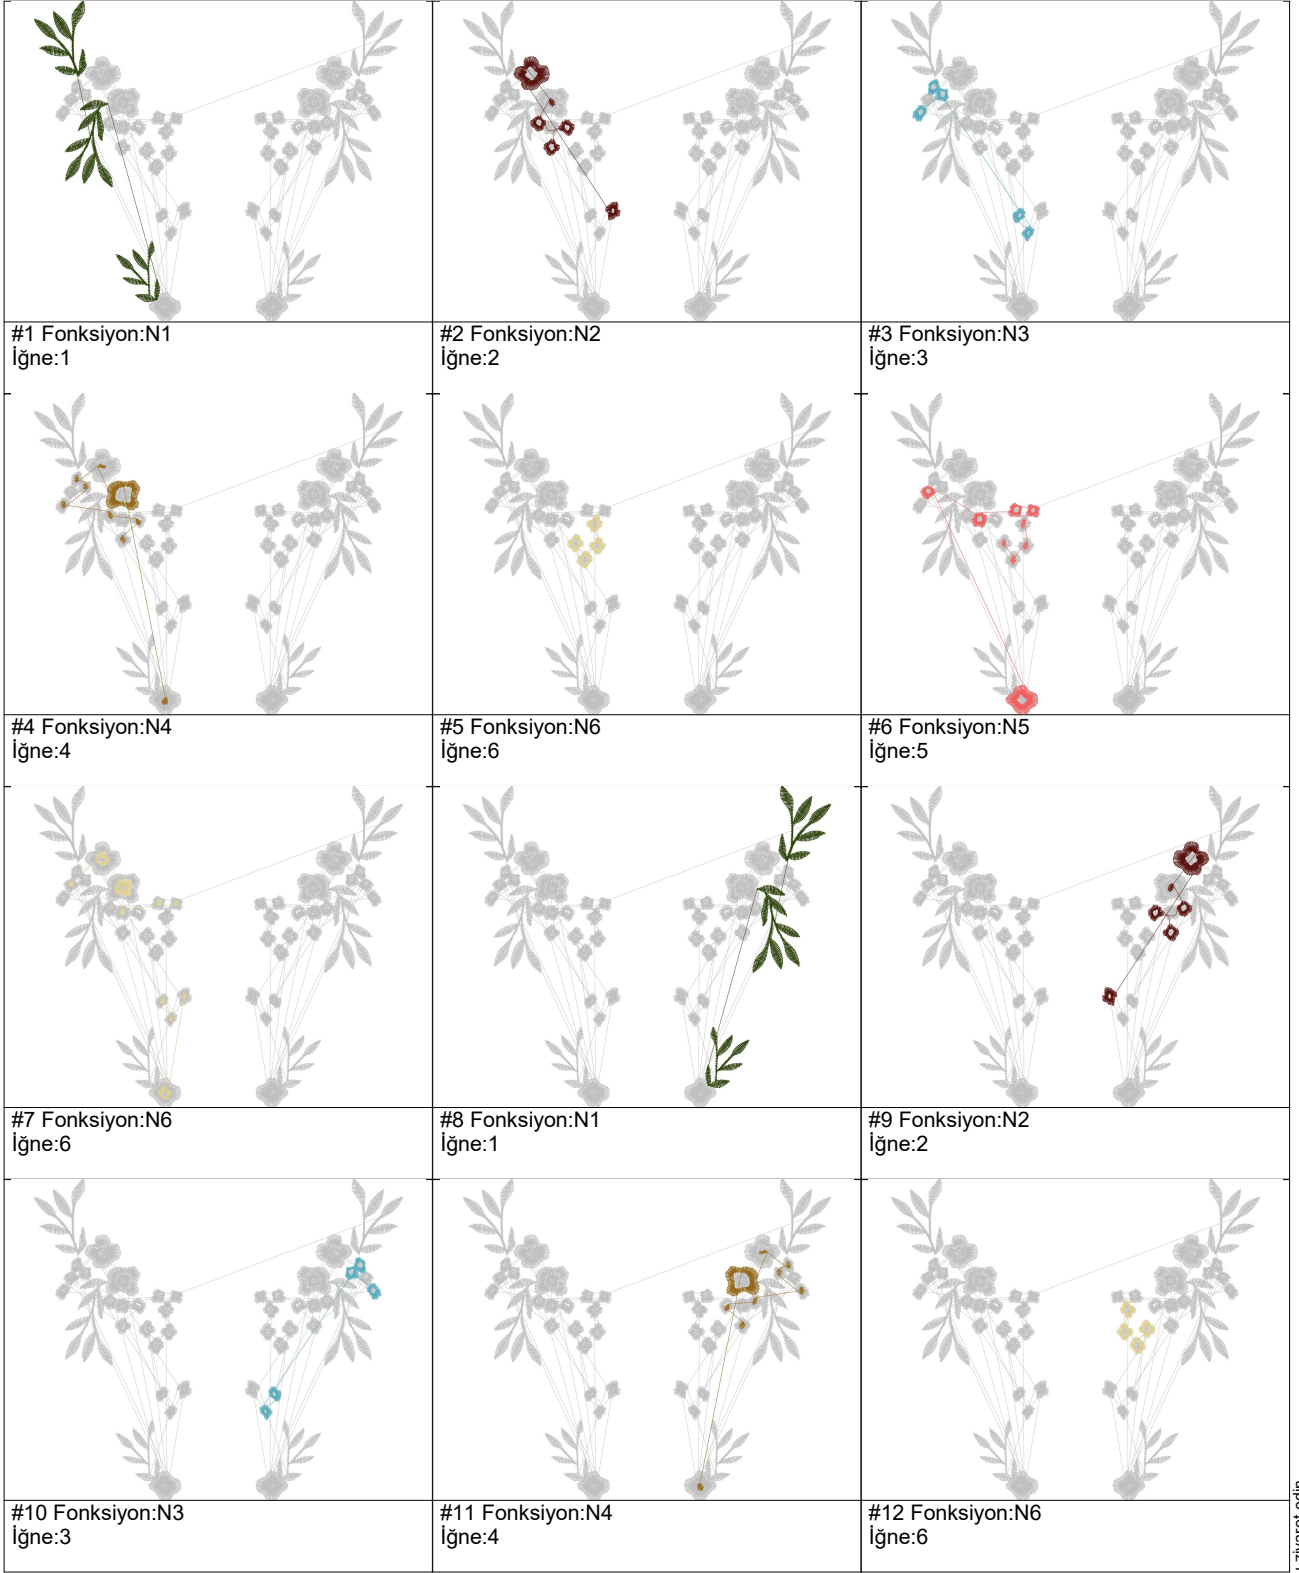 #1 Fonksiyon:N1
İğne:1
#2 Fonksiyon:N2
İğne:2
#3 Fonksiyon:N3
İğne:3
#4 Fonksiyon:N4
İğne:4
#5 Fonksiyon:N6
İğne:6
#6 Fonksiyon:N5
İğne:5
#7 Fonksiyon:N6
İğne:6
#8 Fonksiyon:N1
İğne:1
#9 Fonksiyon:N2
İğne:2
#10 Fonksiyon:N3
İğne:3
#11 Fonksiyon:N4
İğne:4
#12 Fonksiyon:N6
İğne:6